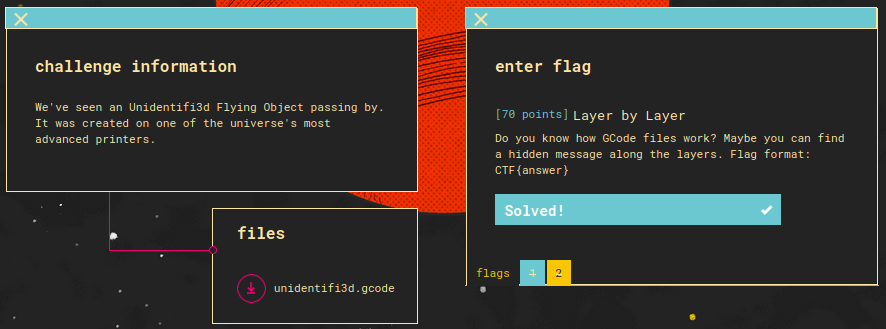 challenge information
We've seen an Unidentifi3d Flying Object passing by.
It was created on one of the universe's most
advanced printers.
files
unidentifi3d.gcode
enter flag
[70 points] Layer by Layer
Do you know how GCode files work? Maybe you can find
a hidden message along the layers. Flag format:
CTF{answer}
Solved!
flags 1 2